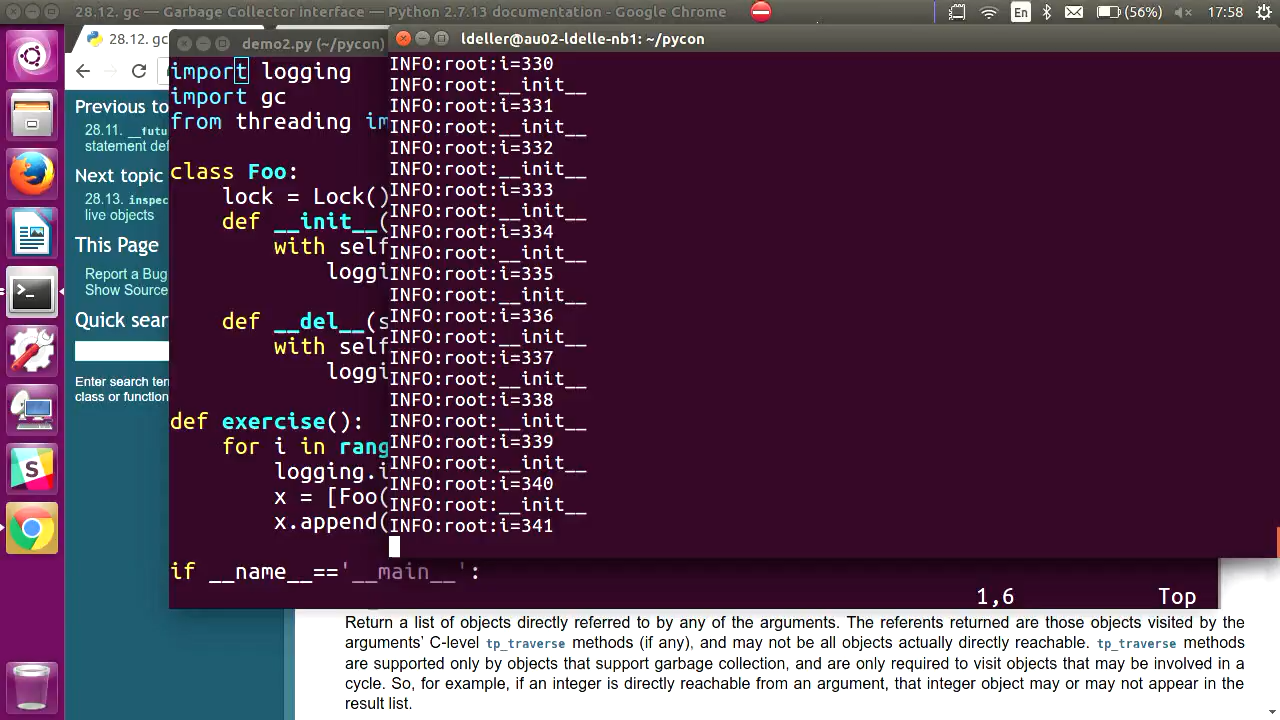 28.12. gc — Garbage Collector interface — Python 2.7.13 documentation - Google Chrome
En
(56%)
17:58
28.12. gc
demo2.py (~/pycon)
ldeller@au02-ldelle-nb1: ~/pycon
Previous to
28.11. __futu
statement def
Next topic
28.13. inspec
live objects
This Page
Report a Bug
Show Source
Quick sear
Enter search ter
class or function
import logging
import gc
from threading im
class Foo:
lock = Lock()
def __init__(
with self
loggi
def __del__(s
with self
loggi
def exercise():
for i in rang
logging.i
x = [Foo(
x.append(
if __name__=='__main__':
1,6 Top
INFO:root:i=330
INFO:root:__init__
INFO:root:i=331
INFO:root:__init__
INFO:root:i=332
INFO:root:__init__
INFO:root:i=333
INFO:root:__init__
INFO:root:i=334
INFO:root:__init__
INFO:root:i=335
INFO:root:__init__
INFO:root:i=336
INFO:root:__init__
INFO:root:i=337
INFO:root:__init__
INFO:root:i=338
INFO:root:__init__
INFO:root:i=339
INFO:root:__init__
INFO:root:i=340
INFO:root:__init__
INFO:root:i=341
Return a list of objects directly referred to by any of the arguments. The referents returned are those objects visited by the
arguments' C-level tp_traverse methods (if any), and may not be all objects actually directly reachable. tp_traverse methods
are supported only by objects that support garbage collection, and are only required to visit objects that may be involved in a
cycle. So, for example, if an integer is directly reachable from an argument, that integer object may or may not appear in the
result list.